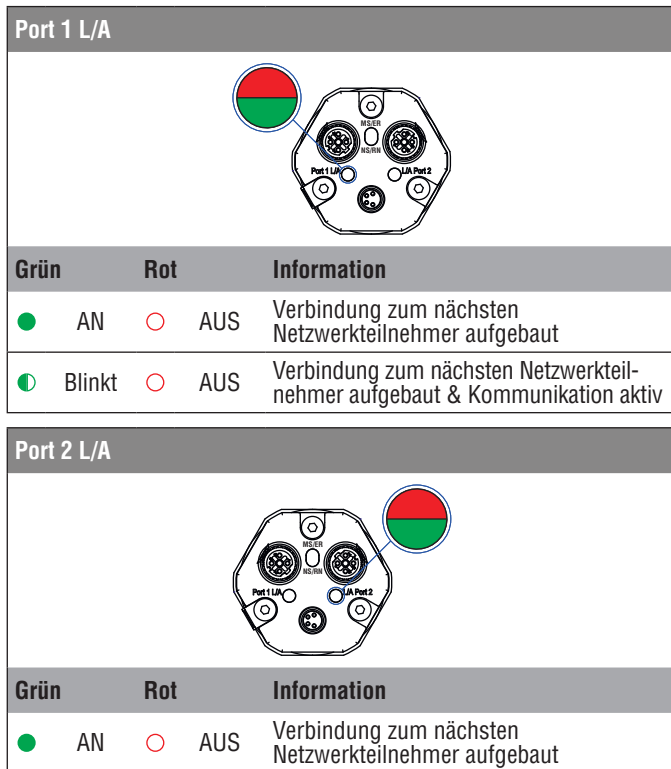 Port 1 L/A
MS/ER
NS/RN
Port 1 L/A
L/A Port 2
Grün Rot Information
AN AUS Verbindung zum nächsten
Netzwerkteilnehmer aufgebaut
Blinkt AUS Verbindung zum nächsten Netzwerkteil-
nehmer aufgebaut & Kommunikation aktiv
Port 2 L/A
MS/ER
NS/RN
Port 1 L/A
L/A Port 2
Grün Rot Information
AN AUS Verbindung zum nächsten
Netzwerkteilnehmer aufgebaut